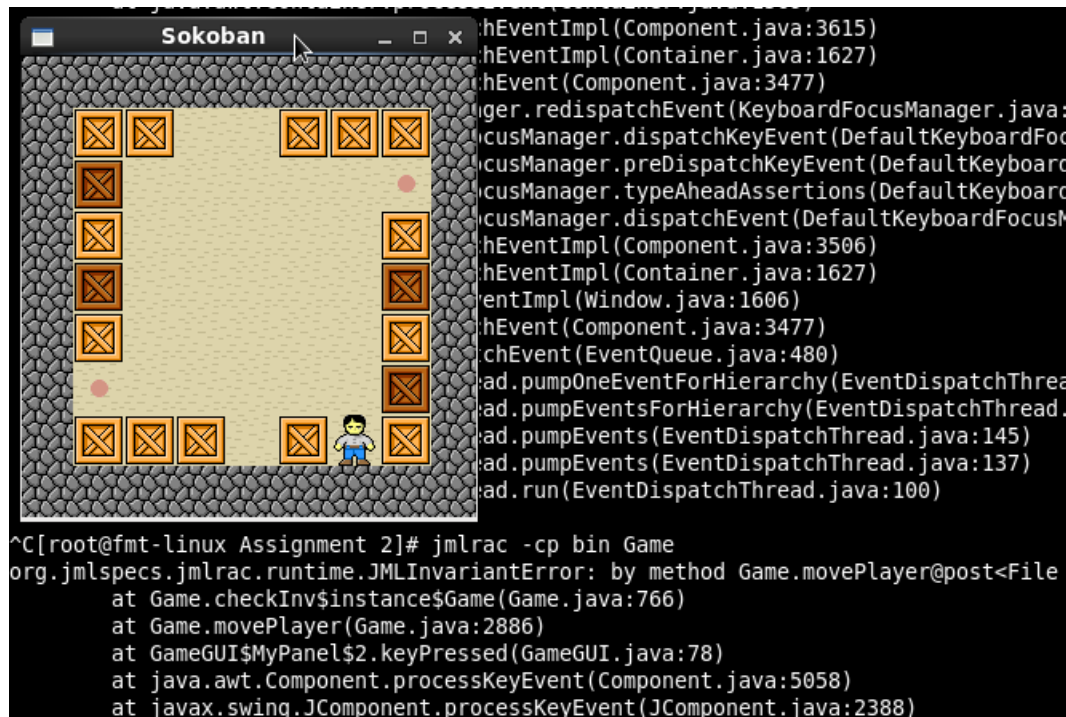 Sokoban
hEventImpl(Component.java:3615)
hEventImpl(Container.java:1627)
hEvent(Component.java:3477)
ger.redispatchEvent(KeyboardFocusManager.java:
cusManager.dispatchKeyEvent(DefaultKeyboardFoc
cusManager.preDispatchKeyEvent(DefaultKeyboard
cusManager.typeAheadAssertions(DefaultKeyboard
cusManager.dispatchEvent(DefaultKeyboardFocusM
hEventImpl(Component.java:3506)
hEventImpl(Container.java:1627)
ventImpl(Window.java:1606)
hEvent(Component.java:3477)
chEvent(EventQueue.java:480)
ad.pumpOneEventForHierarchy(EventDispatchThrea
ad.pumpEventsForHierarchy(EventDispatchThread.
ad.pumpEvents(EventDispatchThread.java:145)
ad.pumpEvents(EventDispatchThread.java:137)
ad.run(EventDispatchThread.java:100)
^C[root@fmt-linux Assignment 2]# jmlrac -cp bin Game
org.jmlspecs.jmlrac.runtime.JMLInvariantError: by method Game.movePlayer@post<File
at Game.checkInv$instance$Game(Game.java:766)
at Game.movePlayer(Game.java:2886)
at GameGUI$MyPanel$2.keyPressed(GameGUI.java:78)
at java.awt.Component.processKeyEvent(Component.java:5058)
at javax.swing.JComponent.processKeyEvent(JComponent.java:2388)